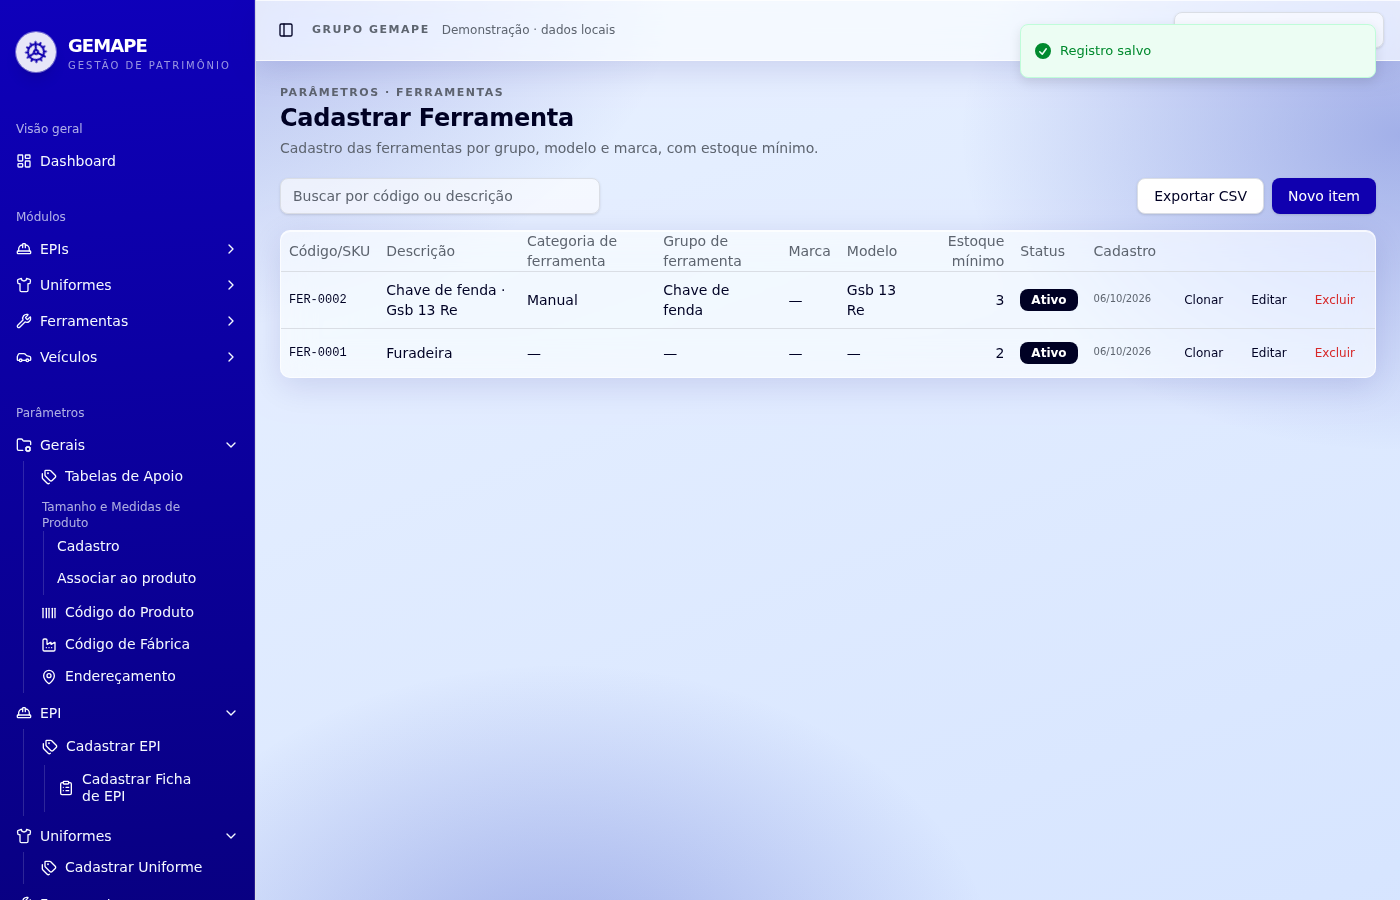 GEMAPE
GESTÃO DE PATRIMÔNIO
Visão geral
Dashboard
Módulos
EPIs
Uniformes
Ferramentas
Veículos
Parâmetros
Gerais
Tabelas de Apoio
Tamanho e Medidas de
Produto
Cadastro
Associar ao produto
Código do Produto
Código de Fábrica
Endereçamento
EPI
Cadastrar EPI
Cadastrar Ficha
de EPI
Uniformes
Cadastrar Uniforme
GRUPO GEMAPE Demonstração · dados locais
Registro salvo
PARÂMETROS · FERRAMENTAS
Cadastrar Ferramenta
Cadastro das ferramentas por grupo, modelo e marca, com estoque mínimo.
Buscar por código ou descrição
Exportar CSV
Novo item
Código/SKU Descrição Categoria de ferramenta Grupo de ferramenta Marca Modelo Estoque mínimo Status Cadastro
FER-0002 Chave de fenda · Gsb 13 Re Manual Chave de fenda — Gsb 13 Re 3 Ativo 06/10/2026 Clonar Editar Excluir
FER-0001 Furadeira — — — — 2 Ativo 06/10/2026 Clonar Editar Excluir